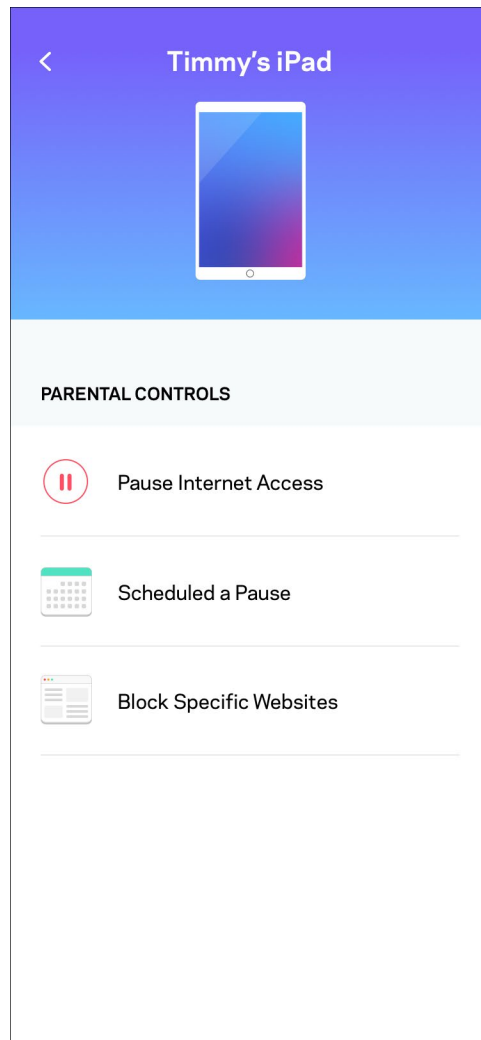 Timmy’s iPad
PARENTAL CONTROLS
Pause Internet Access
Scheduled a Pause
Block Specific Websites